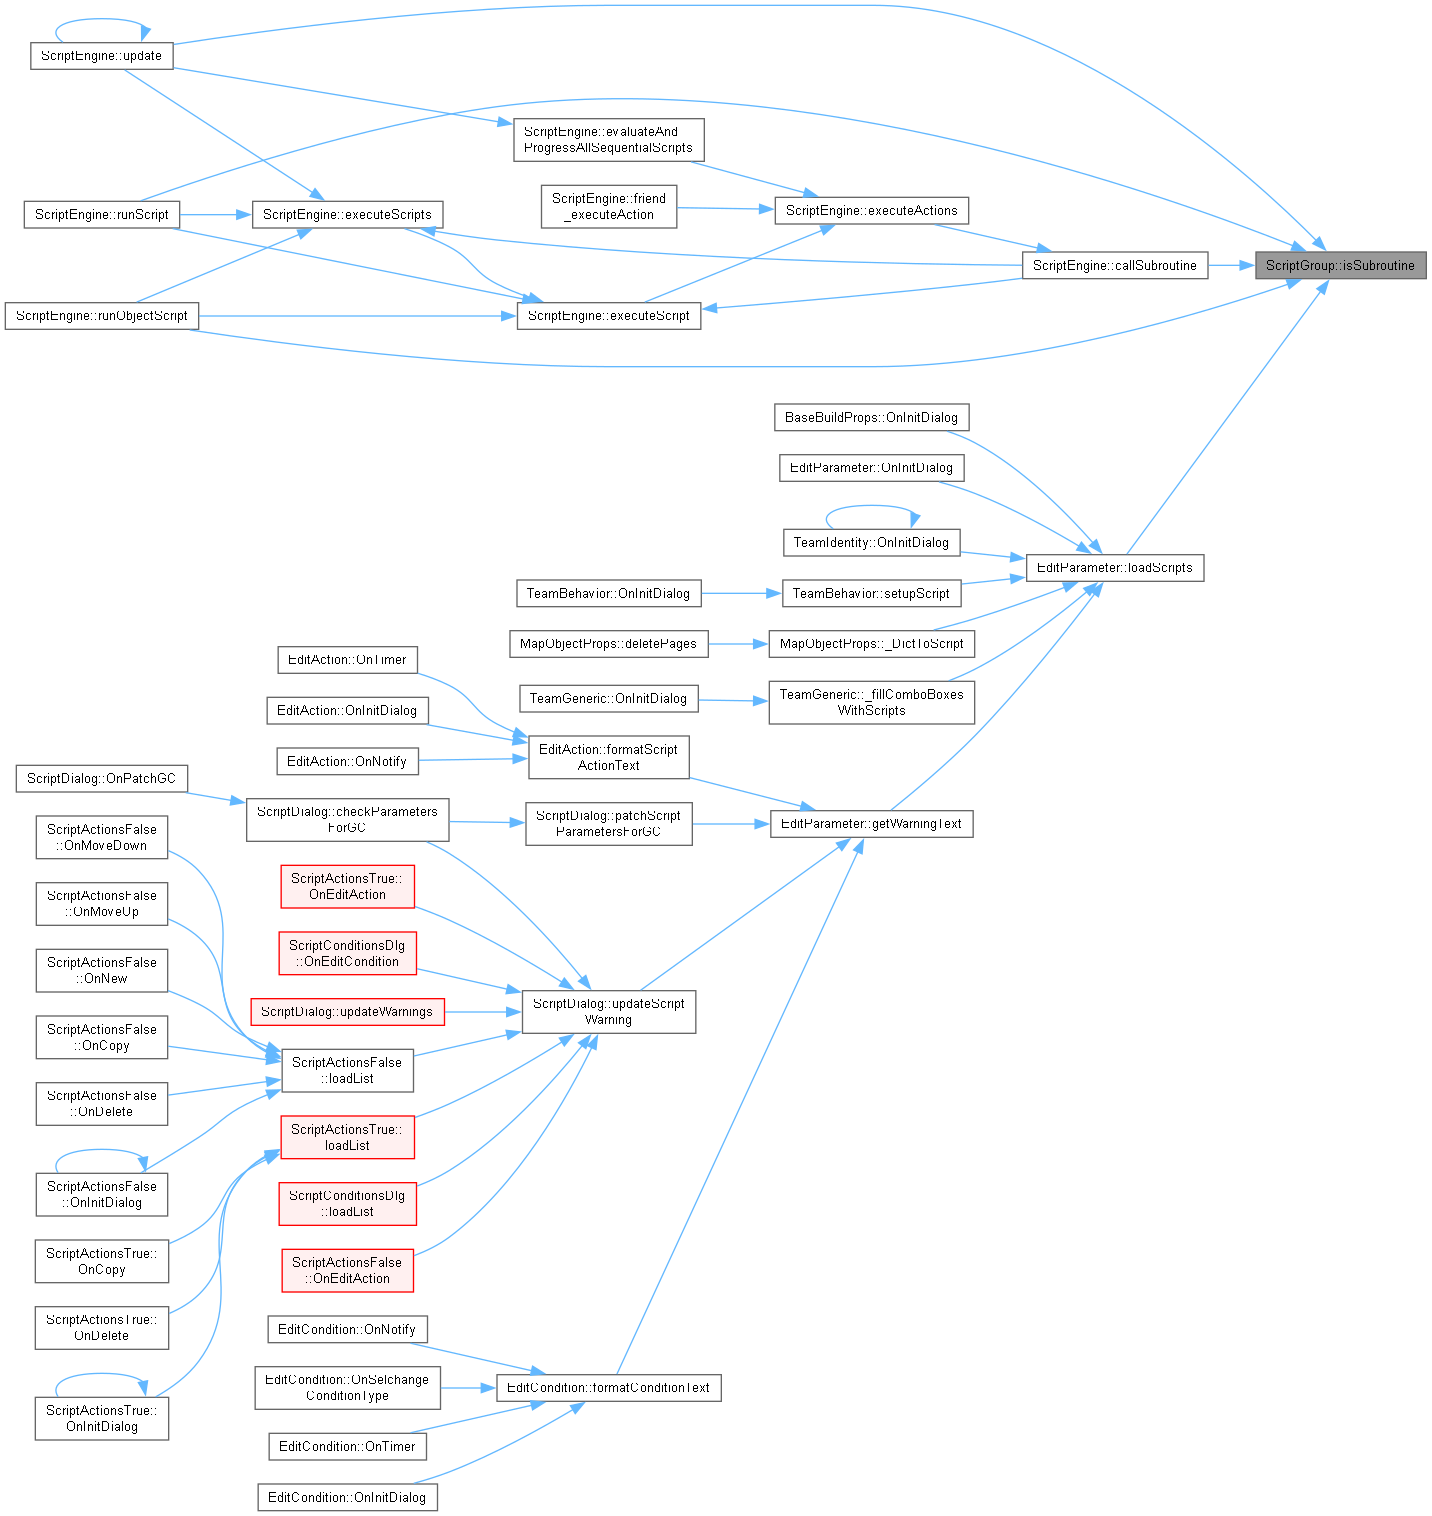 ScriptEngine::update
ScriptEngine::evaluateAnd
ProgressAllSequentialScripts
ScriptEngine::friend
_executeAction
ScriptEngine::runScript
ScriptEngine::executeScripts
ScriptEngine::executeActions
ScriptEngine::callSubroutine
ScriptGroup::isSubroutine
ScriptEngine::runObjectScript
ScriptEngine::executeScript
BaseBuildProps::OnInitDialog
EditParameter::OnInitDialog
TeamIdentity::OnInitDialog
EditParameter::loadScripts
TeamBehavior::OnInitDialog
TeamBehavior::setupScript
MapObjectProps::deletePages
MapObjectProps::_DictToScript
EditAction::OnTimer
TeamGeneric::OnInitDialog
TeamGeneric::_fillComboBoxes
WithScripts
EditAction::OnInitDialog
EditAction::formatScript
ActionText
EditAction::OnNotify
ScriptDialog::OnPatchGC
ScriptDialog::checkParameters
ForGC
ScriptDialog::patchScript
ParametersForGC
EditParameter::getWarningText
ScriptActionsFalse
::OnMoveDown
ScriptActionsTrue::
OnEditAction
ScriptActionsFalse
::OnMoveUp
ScriptConditionsDlg
::OnEditCondition
ScriptActionsFalse
::OnNew
ScriptDialog::updateWarnings
ScriptDialog::updateScript
Warning
ScriptActionsFalse
::OnCopy
ScriptActionsFalse
::loadList
ScriptActionsFalse
::OnDelete
ScriptActionsTrue::
loadList
ScriptActionsFalse
::OnInitDialog
ScriptConditionsDlg
::loadList
ScriptActionsTrue::
OnCopy
ScriptActionsFalse
::OnEditAction
ScriptActionsTrue::
OnDelete
EditCondition::OnNotify
EditCondition::OnSelchange
ConditionType
EditCondition::formatConditionText
ScriptActionsTrue::
OnInitDialog
EditCondition::OnTimer
EditCondition::OnInitDialog